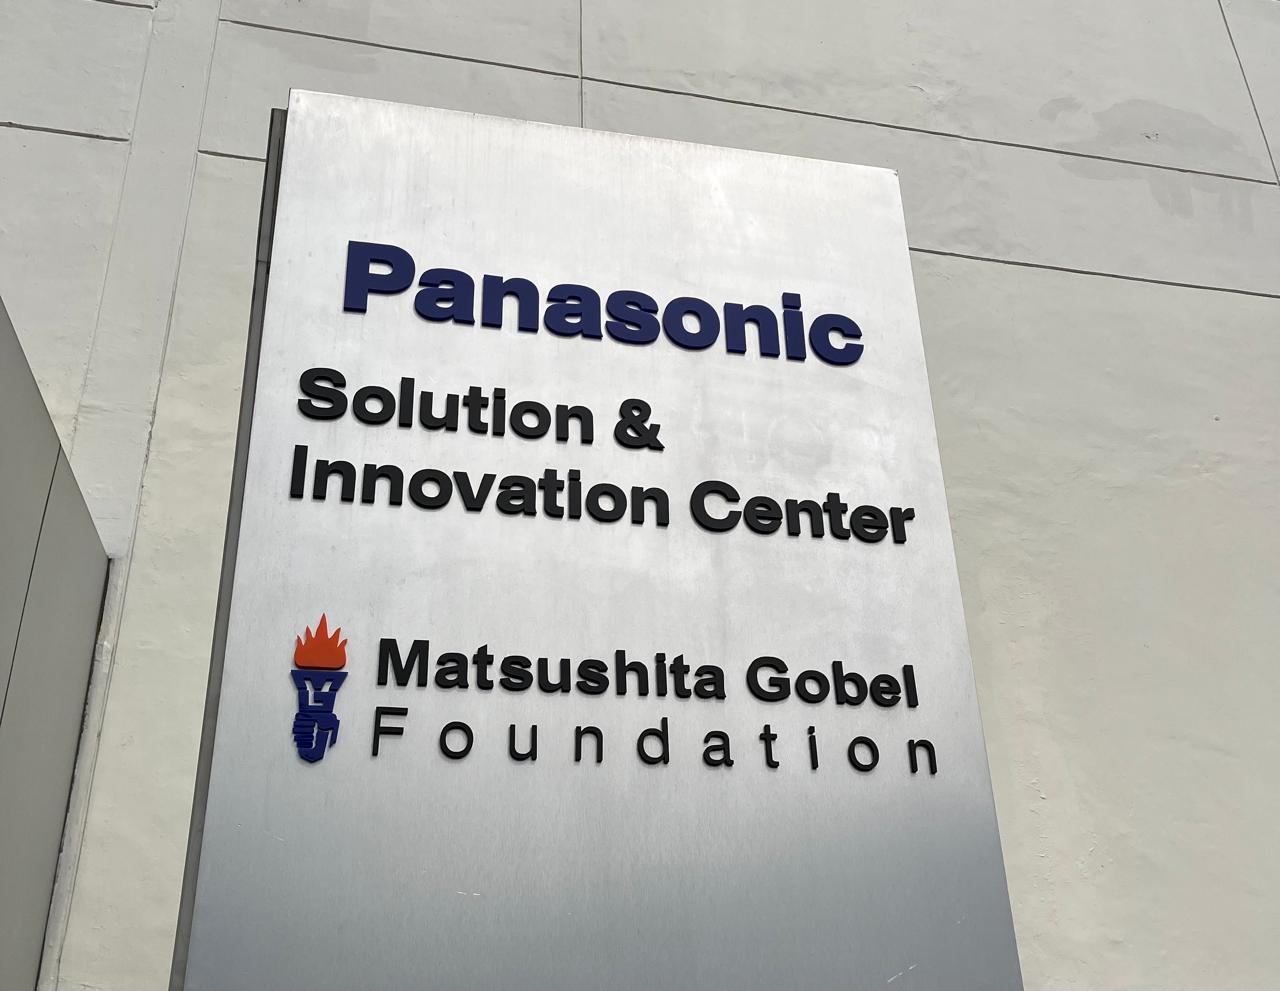 Panasonic
Solution &
Innovation Center
Matsushita Gobel
Foundation